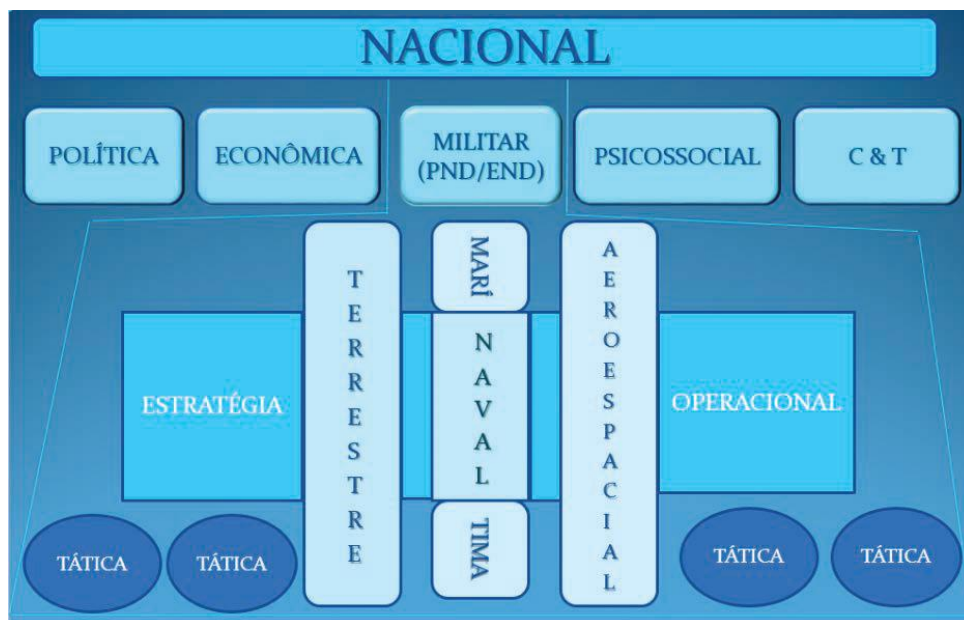 NACIONAL
POLÍTICA
ECONÔMICA
MILITAR
(PND/END)
PSICOSSOCIAL
C & T
TERRESTRE
MARÍ
NAVAL
TIMA
AEROESPACIAL
ESTRATÉGIA
OPERACIONAL
TÁTICA
TÁTICA
TÁTICA
TÁTICA